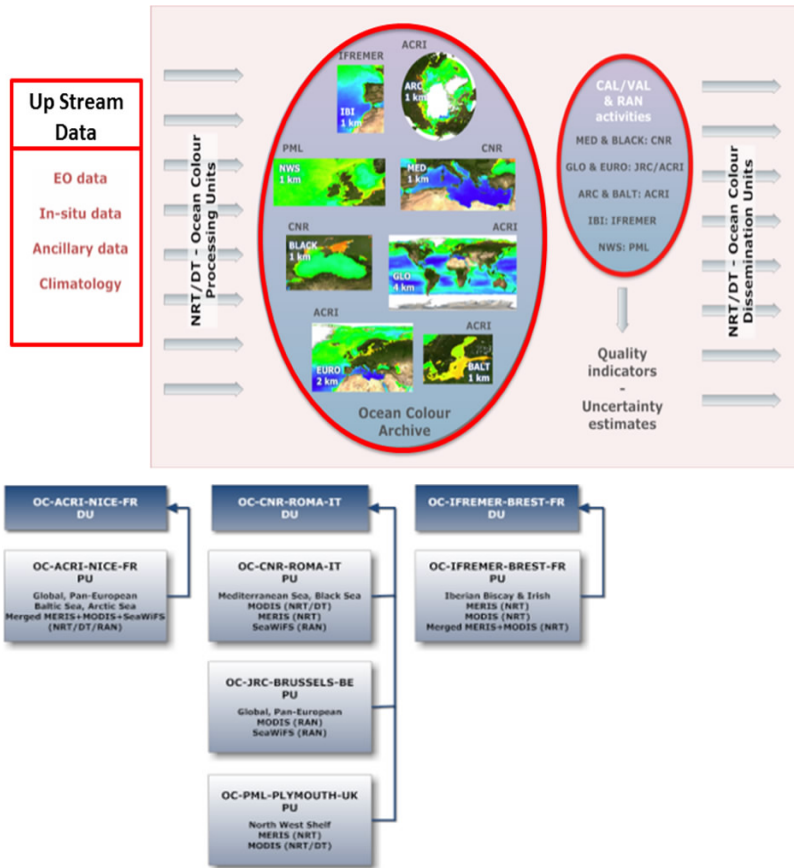 Up Stream
Data
EO data
In-situ data
Ancillary data
Climatology
NRT/DT - Ocean Colour
Processing Units
IFREMER
IBI
1 km
ACRI
ARC
1 km
PML
NWS
1 km
CNR
MED
1 km
CNR
BLACK
1 km
ACRI
GLO
4 km
ACRI
EURO
2 km
ACRI
BALT
1 km
Ocean Colour
Archive
CAL/VAL
& RAN
activities
MED & BLACK: CNR
GLO & EURO: JRC/ACRI
ARC & BALT: ACRI
IBI: IFREMER
NWS: PML
Quality
indicators
-
Uncertainty
estimates
NRT/DT - Ocean Colour
Dissemination Units
OC-ACRI-NICE-FR
DU
OC-ACRI-NICE-FR
PU
Global, Pan-European
Baltic Sea, Arctic Sea
Merged MERIS+MODIS+SeaWiFS
(NRT/DT/RAN)
OC-CNR-ROMA-IT
DU
OC-CNR-ROMA-IT
PU
Mediterranean Sea, Black Sea
MODIS (NRT/DT)
MERIS (NRT)
SeaWiFS (RAN)
OC-JRC-BRUSSELS-BE
PU
Global, Pan-European
MODIS (RAN)
SeaWiFS (RAN)
OC-PML-PLYMOUTH-UK
PU
North West Shelf
MERIS (NRT)
MODIS (NRT/DT)
OC-IFREMER-BREST-FR
DU
OC-IFREMER-BREST-FR
PU
Iberian Biscay & Irish
MERIS (NRT)
MODIS (NRT)
Merged MERIS+MODIS (NRT)